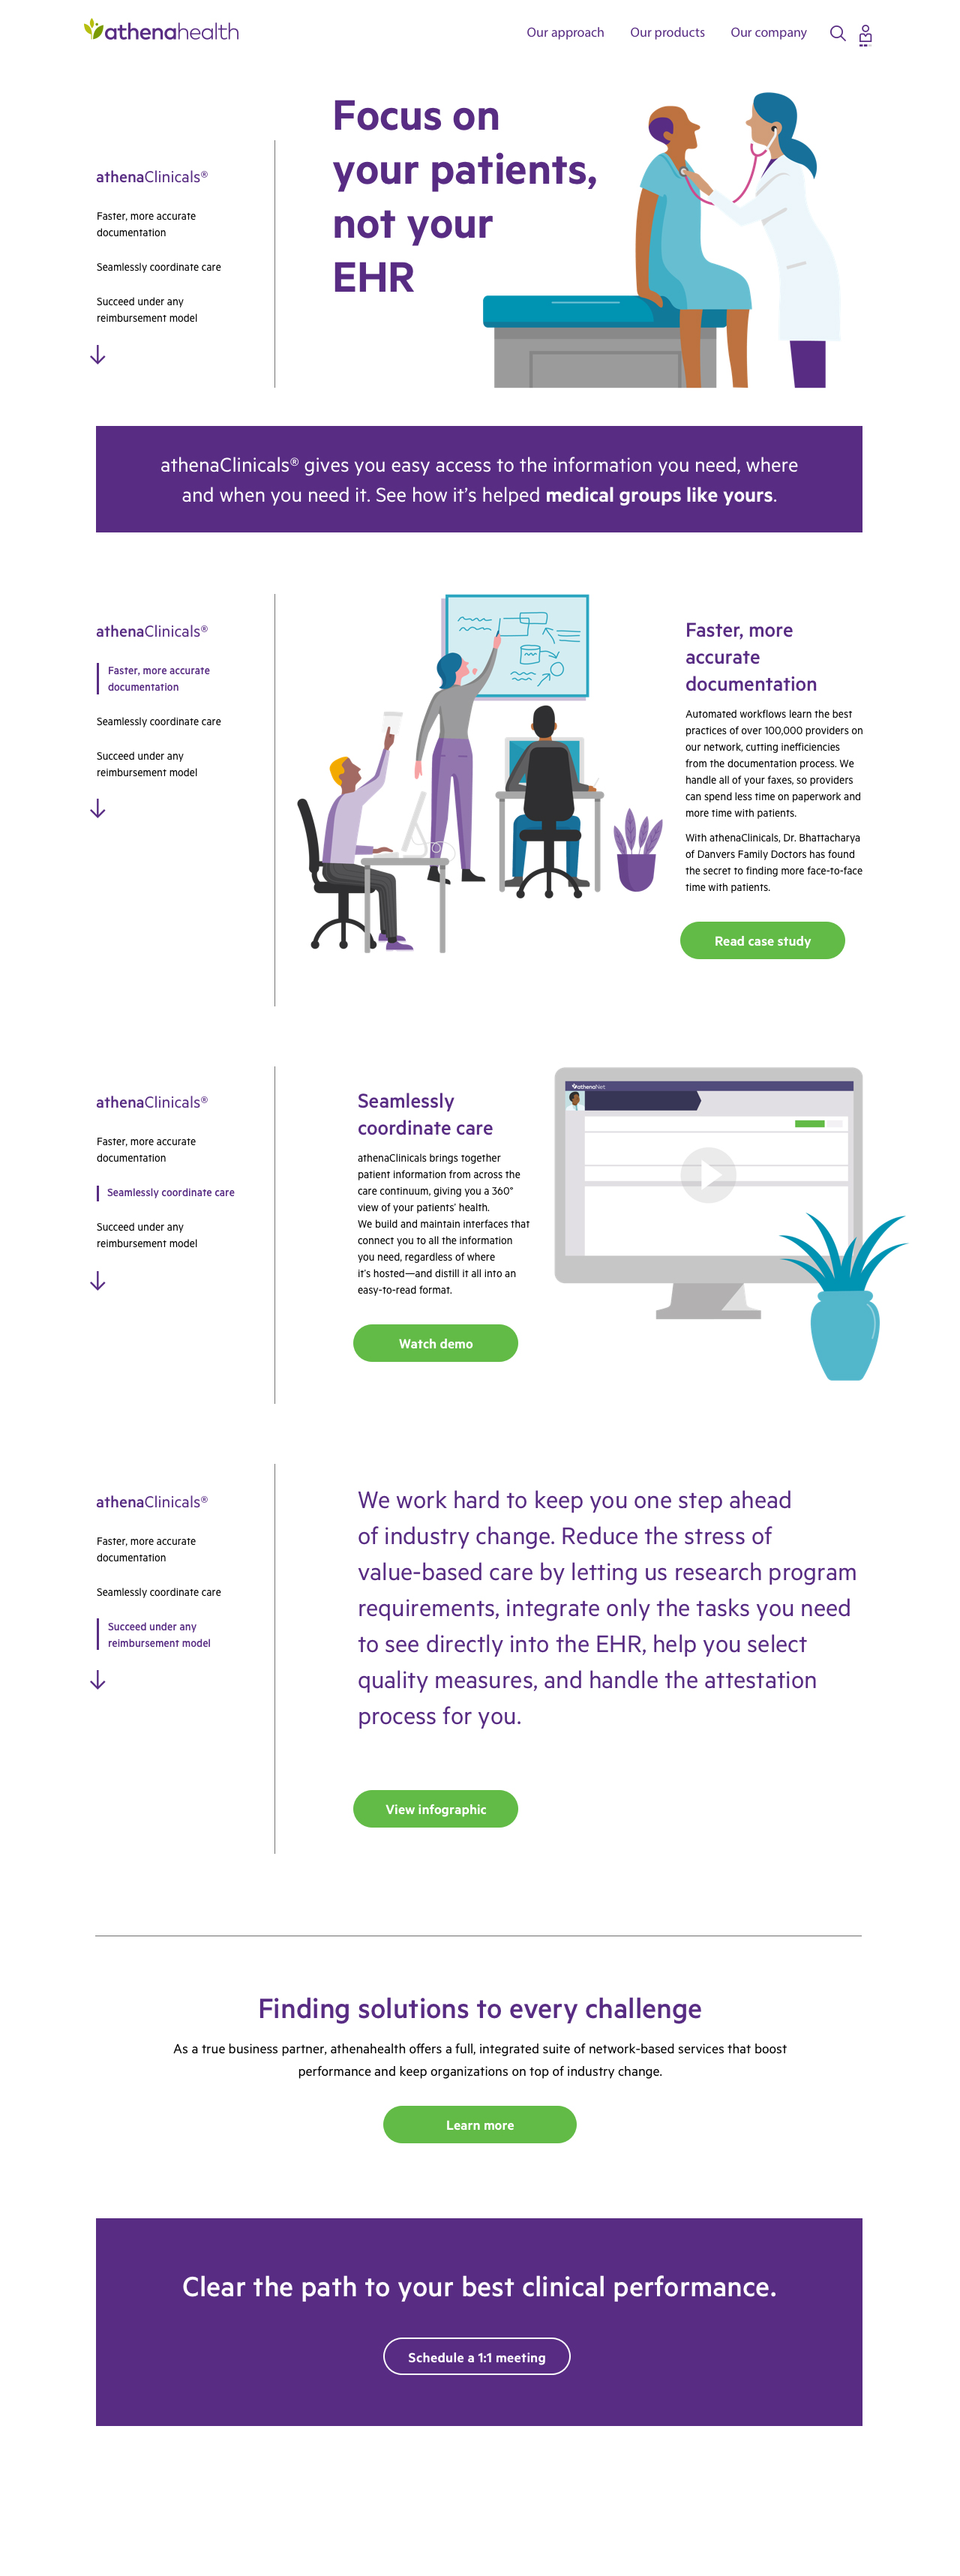 athenahealth
Our approach
Our products
Our company
Focus on
your patients,
not your
EHR
athenaClinicals®
Faster, more accurate
documentation
Seamlessly coordinate care
Succeed under any
reimbursement model
athenaClinicals® gives you easy access to the information you need, where
and when you need it. See how it’s helped medical groups like yours.
athenaClinicals®
Faster, more accurate
documentation
Seamlessly coordinate care
Succeed under any
reimbursement model
Faster, more
accurate
documentation
Automated workflows learn the best
practices of over 100,000 providers on
our network, cutting inefficiencies
from the documentation process. We
handle all of your faxes, so providers
can spend less time on paperwork and
more time with patients.
With athenaClinicals, Dr. Bhattacharya
of Danvers Family Doctors has found
the secret to finding more face-to-face
time with patients.
Read case study
athenaClinicals®
Faster, more accurate
documentation
Seamlessly coordinate care
Succeed under any
reimbursement model
Seamlessly
coordinate care
athenaClinicals brings together
patient information from across the
care continuum, giving you a 360°
view of your patients’ health.
We build and maintain interfaces that
connect you to all the information
you need, regardless of where
it’s hosted—and distill it all into an
easy-to-read format.
Watch demo
athenaNet
athenaClinicals®
Faster, more accurate
documentation
Seamlessly coordinate care
Succeed under any
reimbursement model
We work hard to keep you one step ahead
of industry change. Reduce the stress of
value-based care by letting us research program
requirements, integrate only the tasks you need
to see directly into the EHR, help you select
quality measures, and handle the attestation
process for you.
View infographic
Finding solutions to every challenge
As a true business partner, athenahealth offers a full, integrated suite of network-based services that boost
performance and keep organizations on top of industry change.
Learn more
Clear the path to your best clinical performance.
Schedule a 1:1 meeting